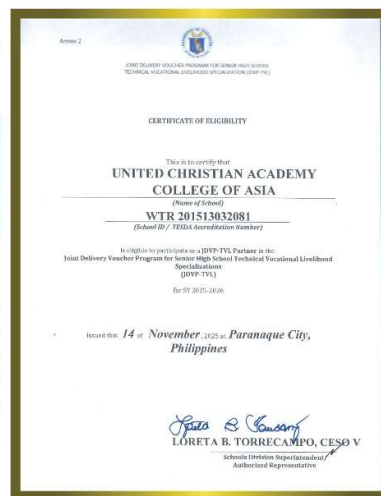 Annex 2
JOINT DELIVERY VOUCHER PROGRAM FOR SENIOR HIGH SCHOOL
TECHNICAL VOCATIONAL LIVELIHOOD SPECIALIZATION (JDVP-TVL)
CERTIFICATE OF ELIGIBILITY
This is to certify that
UNITED CHRISTIAN ACADEMY
COLLEGE OF ASIA
(Name of School)
WTR 201513032081
(School ID / TESDA Accreditation Number)
Is eligible to participate as a JDVP-TVL Partner in the
Joint Delivery Voucher Program for Senior High School Technical Vocational Livelihood
Specializations
(JDVP-TVL)
for SY 2025-2026
Issued this 14 of November, 2025 at Paranaque City,
Philippines
LORETA B. TORRECAMPO, CESO V
Schools Division Superintendent/
Authorized Representative